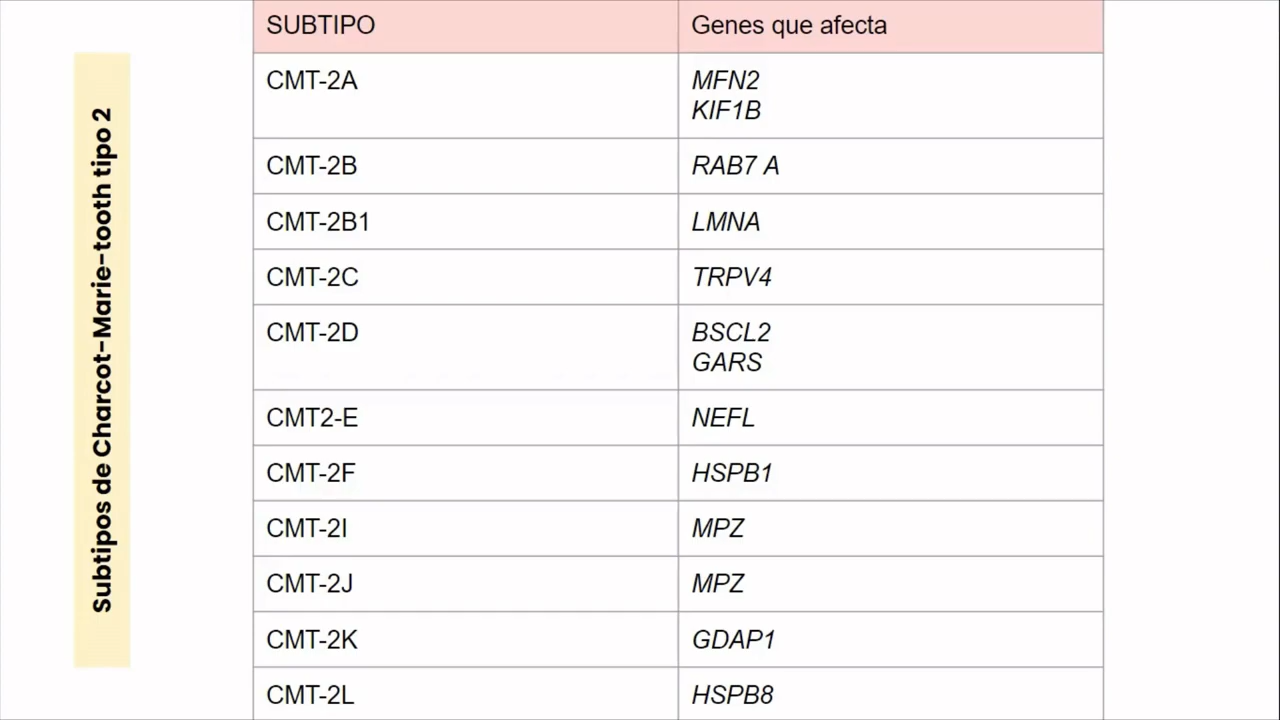 Subtipos de Charcot-Marie-tooth tipo 2
SUBTIPO Genes que afecta
CMT-2A MFN2
KIF1B
CMT-2B RAB7 A
CMT-2B1 LMNA
CMT-2C TRPV4
CMT-2D BSCL2
GARS
CMT2-E NEFL
CMT-2F HSPB1
CMT-2I MPZ
CMT-2J MPZ
CMT-2K GDAP1
CMT-2L HSPB8